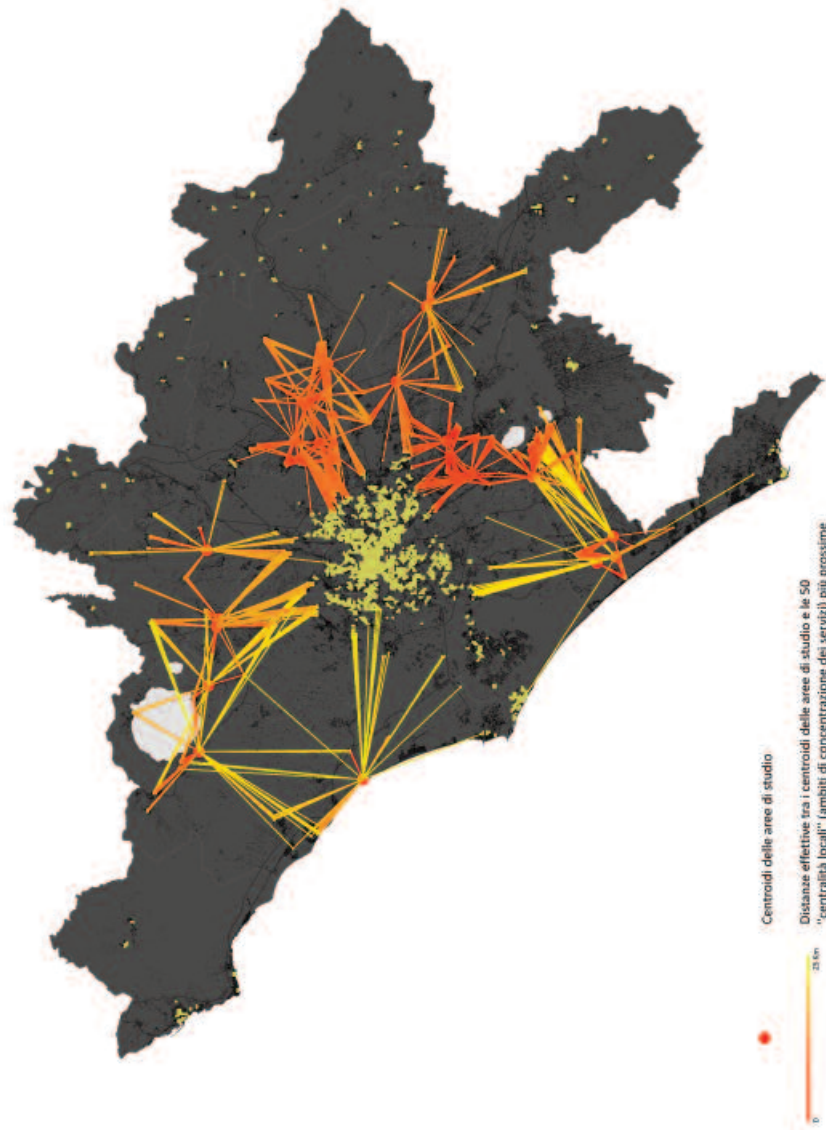 Centroidi delle aree di studio
Distanze effettive tra i centroidi delle aree di studio e le 50
"centralità locali" (ambiti di concentrazione dei servizi) più prossime
0
25 Km